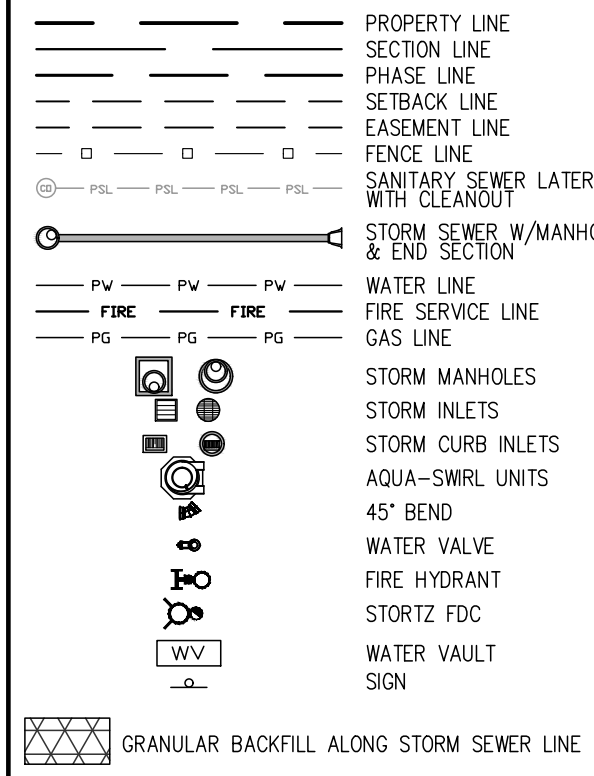 PROPERTY LINE
SECTION LINE
PHASE LINE
SETBACK LINE
EASEMENT LINE
FENCE LINE
CO PSL PSL PSL PSL SANITARY SEWER LATER
WITH CLEANOUT
STORM SEWER W/MANHO
& END SECTION
PW PW PW WATER LINE
FIRE FIRE FIRE SERVICE LINE
PG PG PG GAS LINE
STORM MANHOLES
STORM INLETS
STORM CURB INLETS
AQUA-SWIRL UNITS
45° BEND
WATER VALVE
FIRE HYDRANT
STORTZ FDC
WV WATER VAULT
SIGN
GRANULAR BACKFILL ALONG STORM SEWER LINE